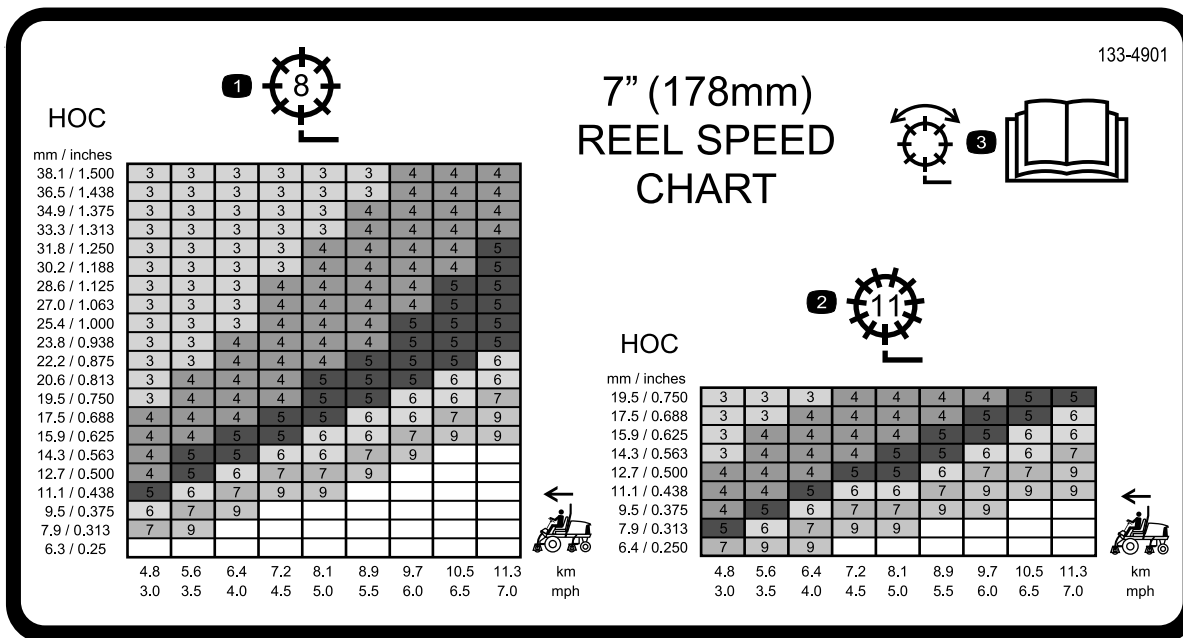 133-4901
7” (178mm)
REEL SPEED
CHART
1
8
3
HOC
mm / inches
38.1 / 1.500 3 3 3 3 3 3 4 4 4
36.5 / 1.438 3 3 3 3 3 3 4 4 4
34.9 / 1.375 3 3 3 3 3 4 4 4 4
33.3 / 1.313 3 3 3 3 3 4 4 4 4
31.8 / 1.250 3 3 3 3 4 4 4 4 5
30.2 / 1.188 3 3 3 3 4 4 4 4 5
28.6 / 1.125 3 3 3 4 4 4 4 5 5
27.0 / 1.063 3 3 3 4 4 4 4 5 5
25.4 / 1.000 3 3 3 4 4 4 5 5 5
23.8 / 0.938 3 3 4 4 4 4 5 5 5
22.2 / 0.875 3 3 4 4 4 5 5 5 6
20.6 / 0.813 3 4 4 4 5 5 5 6 6
19.5 / 0.750 3 4 4 4 5 5 6 6 7
17.5 / 0.688 4 4 4 5 5 6 6 7 9
15.9 / 0.625 4 4 5 5 6 6 7 9 9
14.3 / 0.563 4 5 5 6 6 7 9
12.7 / 0.500 4 5 6 7 7 9
11.1 / 0.438 5 6 7 9 9
9.5 / 0.375 6 7 9
7.9 / 0.313 7 9
6.3 / 0.25
4.8 5.6 6.4 7.2 8.1 8.9 9.7 10.5 11.3 km
3.0 3.5 4.0 4.5 5.0 5.5 6.0 6.5 7.0 mph
2
11
HOC
mm / inches
19.5 / 0.750 3 3 3 4 4 4 4 5 5
17.5 / 0.688 3 3 4 4 4 4 5 5 6
15.9 / 0.625 3 4 4 4 4 5 5 6 6
14.3 / 0.563 3 4 4 4 5 5 6 6 7
12.7 / 0.500 4 4 4 5 5 6 7 7 9
11.1 / 0.438 4 4 5 6 6 7 9 9 9
9.5 / 0.375 4 5 6 7 7 9 9
7.9 / 0.313 5 6 7 9 9
6.4 / 0.250 7 9 9
4.8 5.6 6.4 7.2 8.1 8.9 9.7 10.5 11.3 km
3.0 3.5 4.0 4.5 5.0 5.5 6.0 6.5 7.0 mph